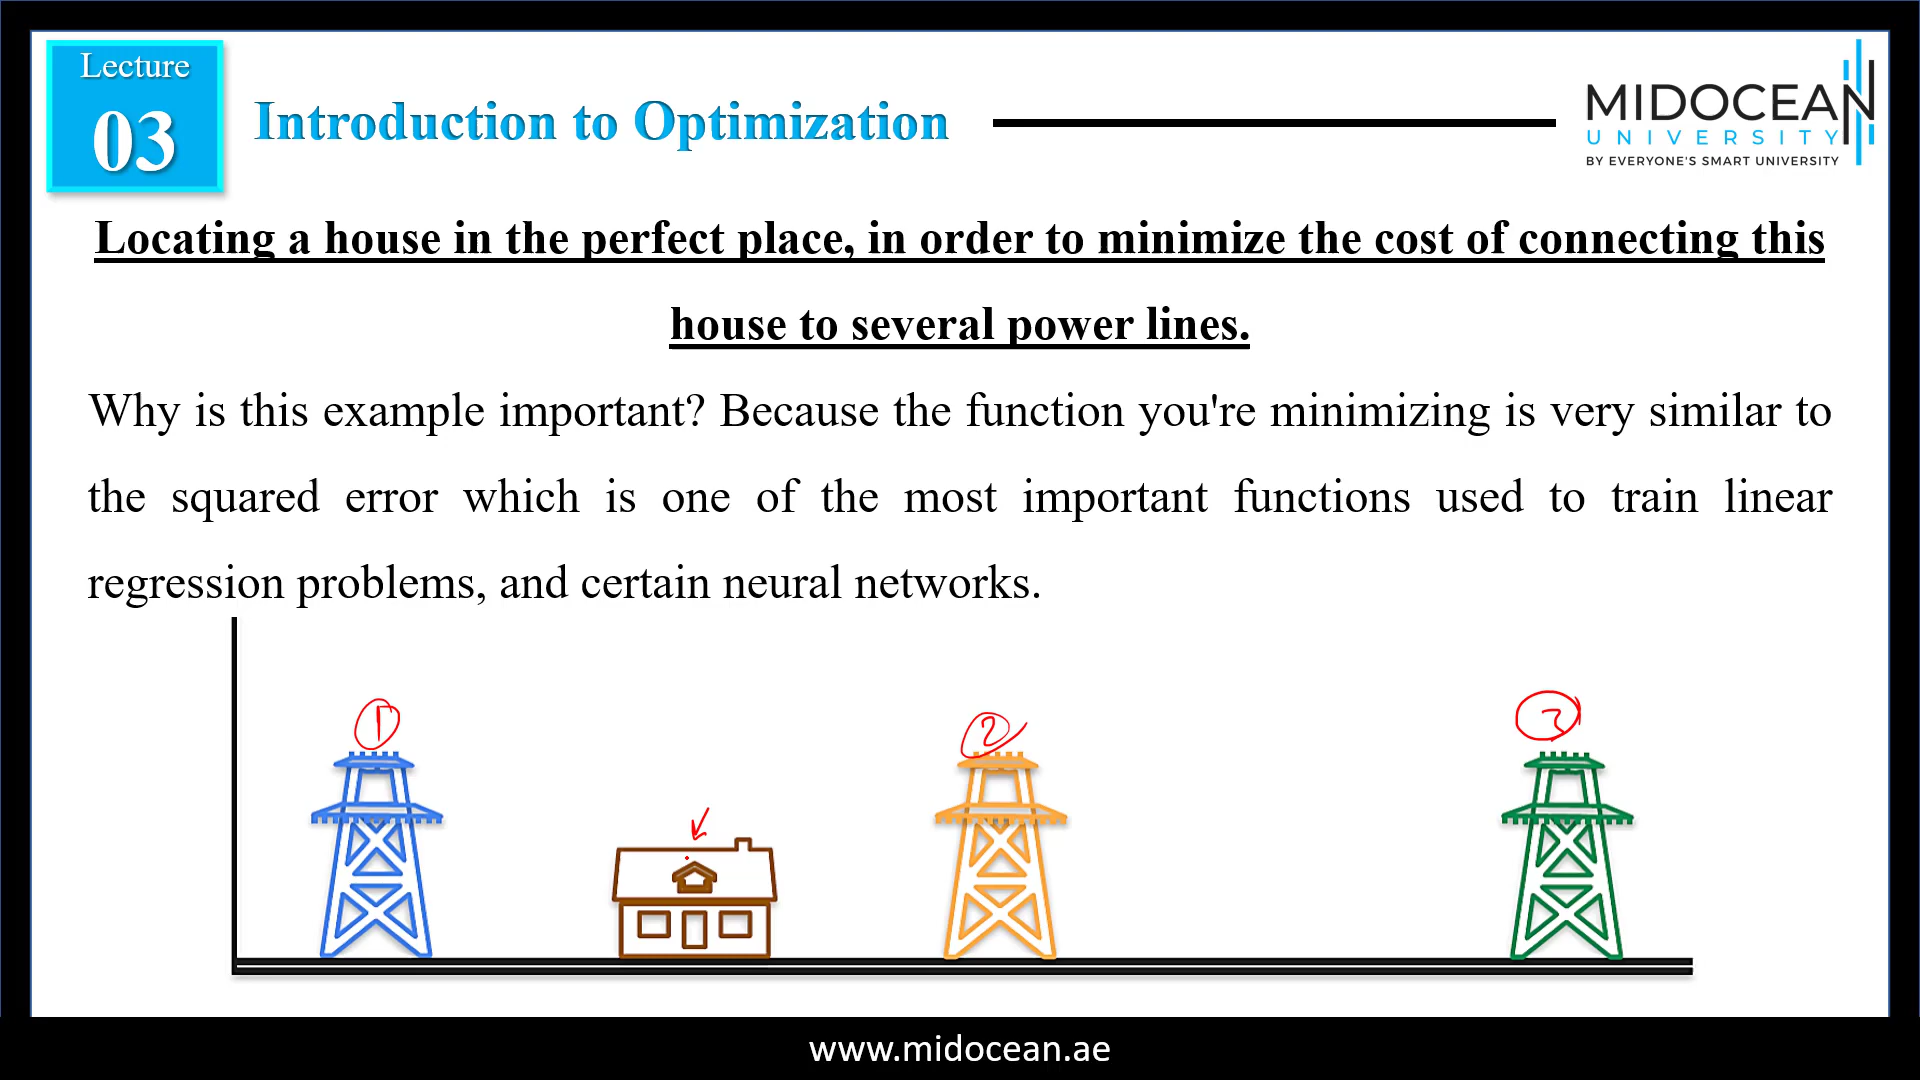 Lecture
03
Introduction to Optimization
MIDOCEAN
UNIVERSITY
BY EVERYONE'S SMART UNIVERSITY
Locating a house in the perfect place, in order to minimize the cost of connecting this
house to several power lines.
Why is this example important? Because the function you're minimizing is very similar to
the squared error which is one of the most important functions used to train linear
regression problems, and certain neural networks.
1
2
3
www.midocean.ae